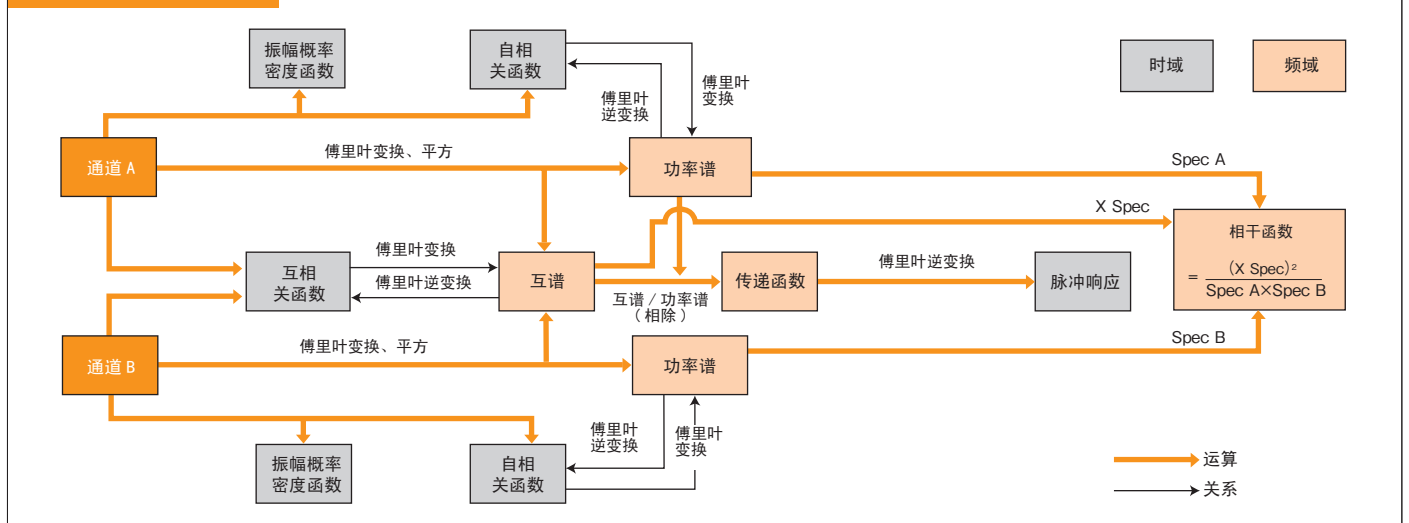 振幅概率
密度函数
自相
关函数
傅里叶
逆变换
傅里叶
变换
时域
频域
通道 A
傅里叶变换、平方
功率谱
Spec A
X Spec
相干函数
= (X Spec)²
Spec A×Spec B
互相
关函数
傅里叶变换
傅里叶逆变换
互谱
互谱 / 功率谱
（相除）
传递函数
傅里叶逆变换
脉冲响应
通道 B
傅里叶变换、平方
功率谱
Spec B
振幅概率
密度函数
自相
关函数
傅里叶
逆变换
傅里叶
变换
运算
关系